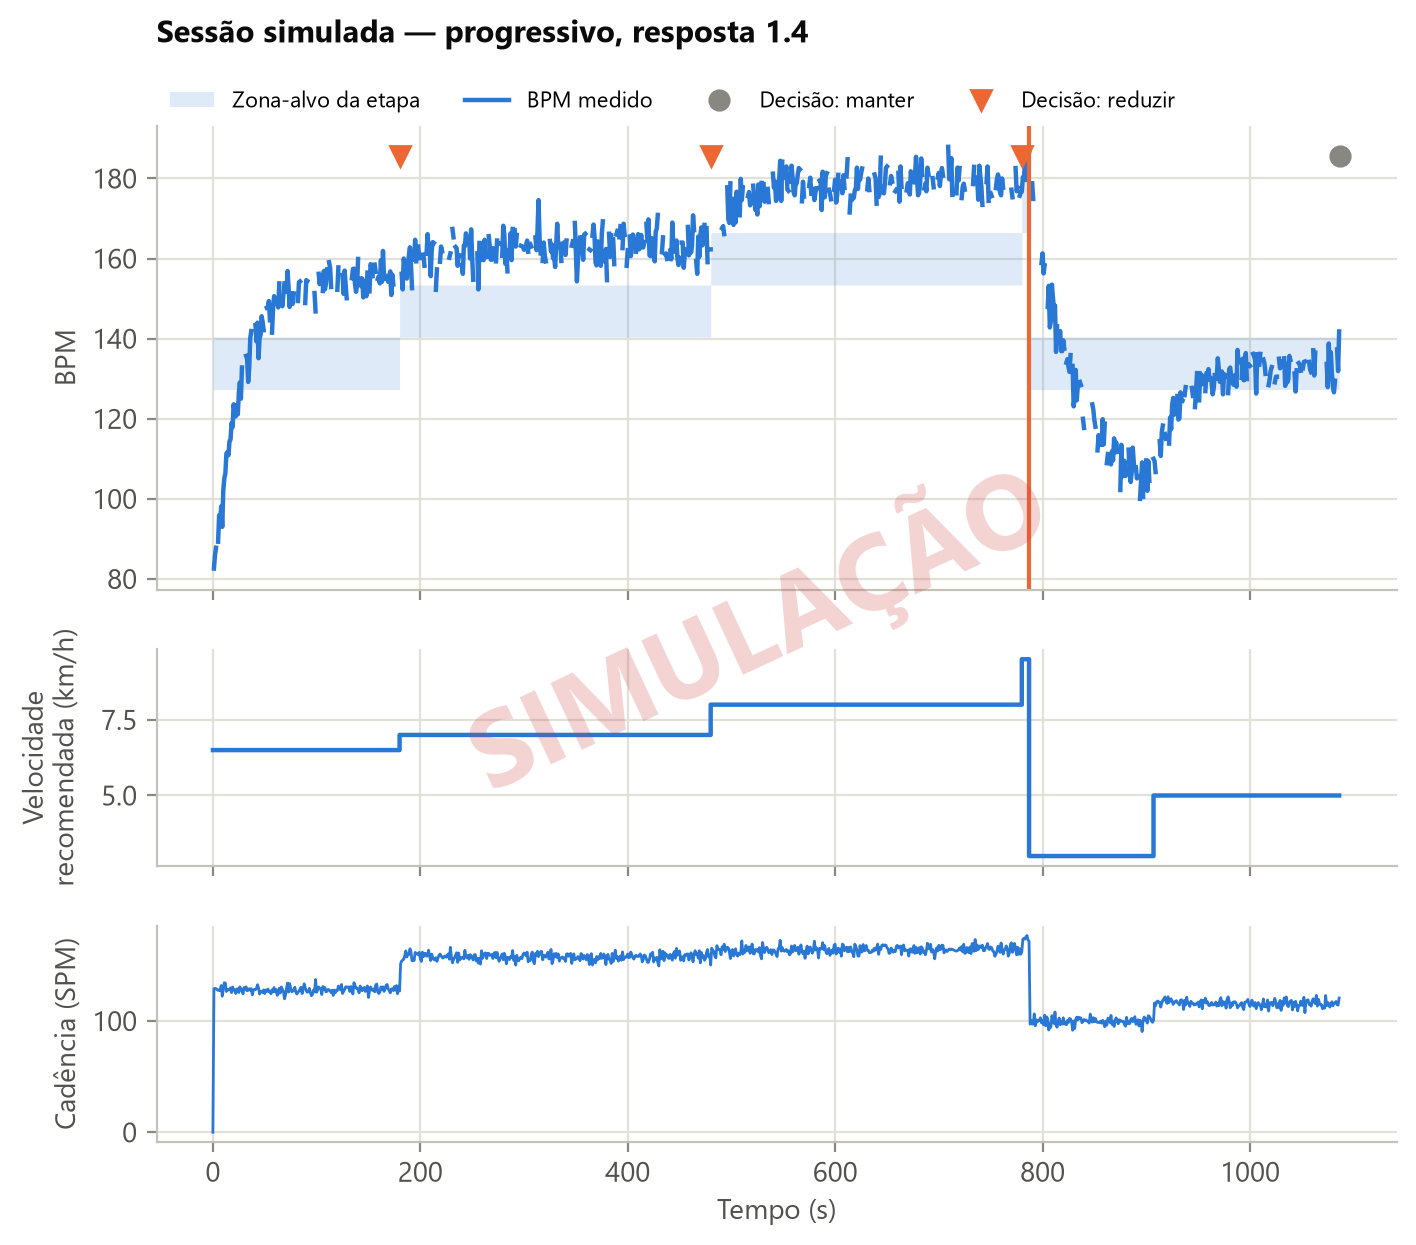 Sessão simulada — progressivo, resposta 1.4
Zona-alvo da etapa
BPM medido
Decisão: manter
Decisão: reduzir
BPM
180
160
140
120
100
80
SIMULAÇÃO
Velocidade
recomendada (km/h)
7.5
5.0
Cadência (SPM)
100
0
0
200
400
600
800
1000
Tempo (s)